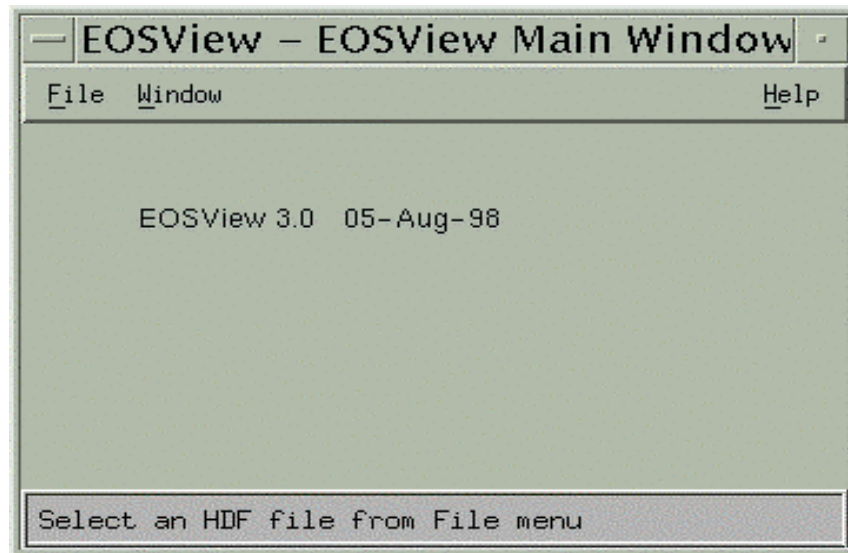 EOSView – EOSView Main Window
File Window Help
EOSView 3.0 05–Aug–98
Select an HDF file from File menu